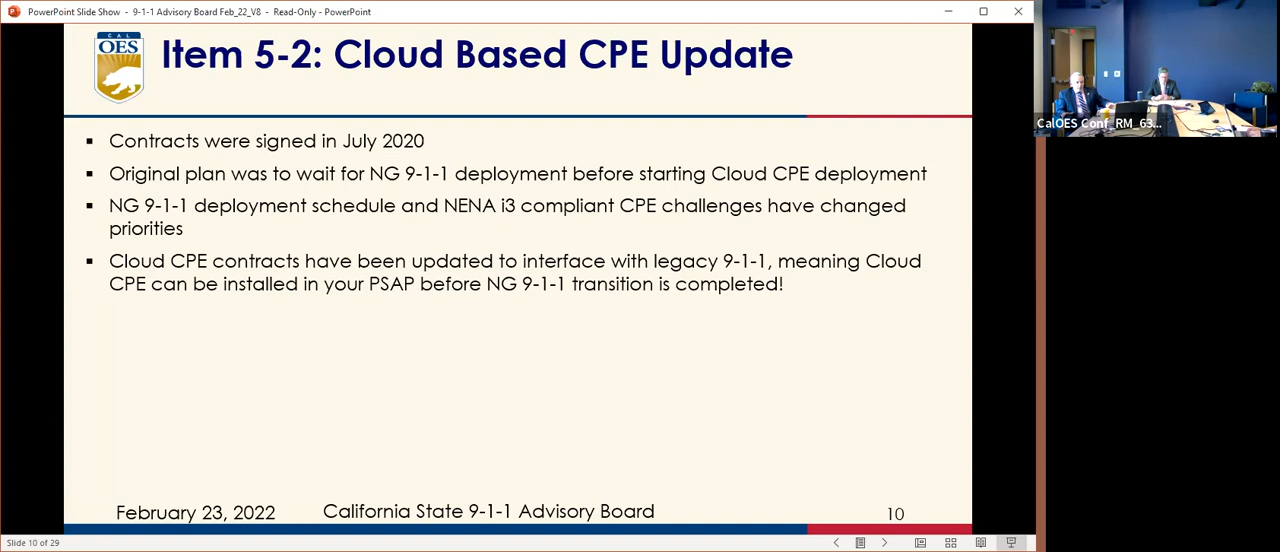 PowerPoint Slide Show - 9-1-1 Advisory Board Feb_22_V8 - Read-Only - PowerPoint
CAL
OES
Item 5-2: Cloud Based CPE Update
▪ Contracts were signed in July 2020
▪ Original plan was to wait for NG 9-1-1 deployment before starting Cloud CPE deployment
▪ NG 9-1-1 deployment schedule and NENA i3 compliant CPE challenges have changed
priorities
▪ Cloud CPE contracts have been updated to interface with legacy 9-1-1, meaning Cloud
CPE can be installed in your PSAP before NG 9-1-1 transition is completed!
February 23, 2022
California State 9-1-1 Advisory Board
10
Slide 10 of 29
CalOES Conf_RM_63...